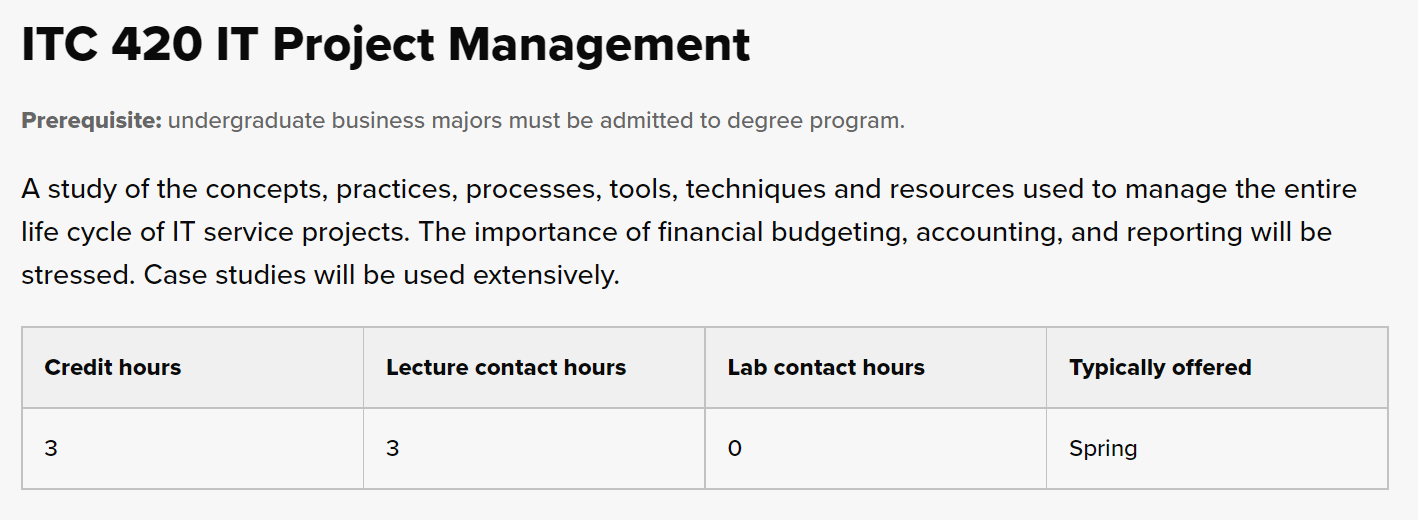 ITC 420 IT Project Management
Prerequisite: undergraduate business majors must be admitted to degree program.
A study of the concepts, practices, processes, tools, techniques and resources used to manage the entire
life cycle of IT service projects. The importance of financial budgeting, accounting, and reporting will be
stressed. Case studies will be used extensively.
Credit hours Lecture contact hours Lab contact hours Typically offered
3 3 0 Spring